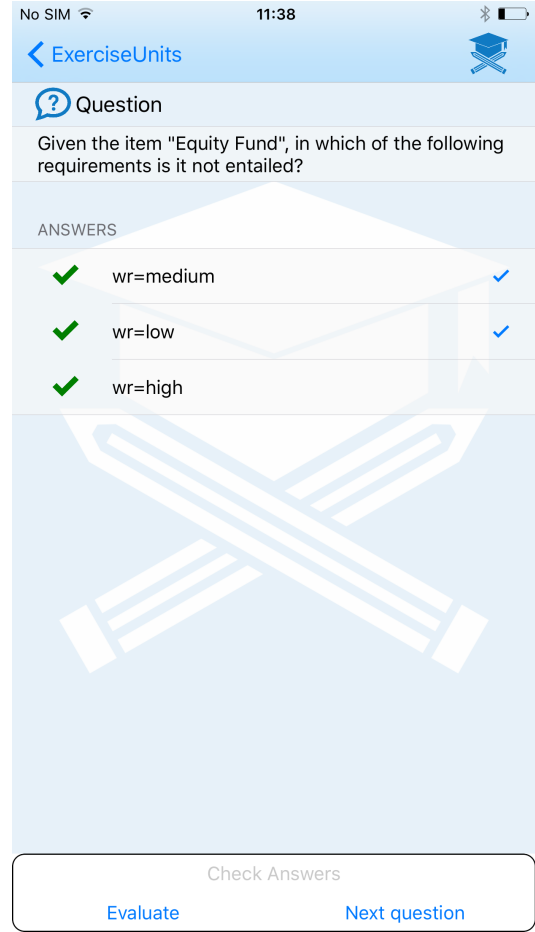 No SIM 11:38
ExerciseUnits
? Question
Given the item "Equity Fund", in which of the following
requirements is it not entailed?
ANSWERS
wr=medium
wr=low
wr=high
Check Answers
Evaluate Next question